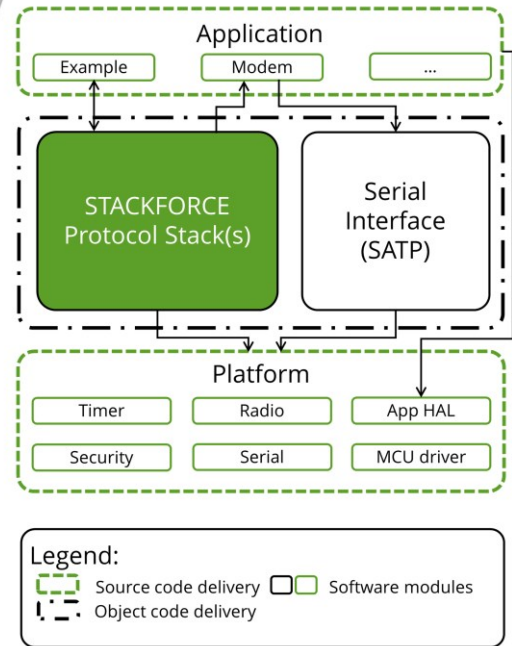 Application
Example
Modem
...
STACKFORCE
Protocol Stack(s)
Serial
Interface
(SATP)
Platform
Timer
Radio
App HAL
Security
Serial
MCU driver
Legend:
Source code delivery
Software modules
Object code delivery